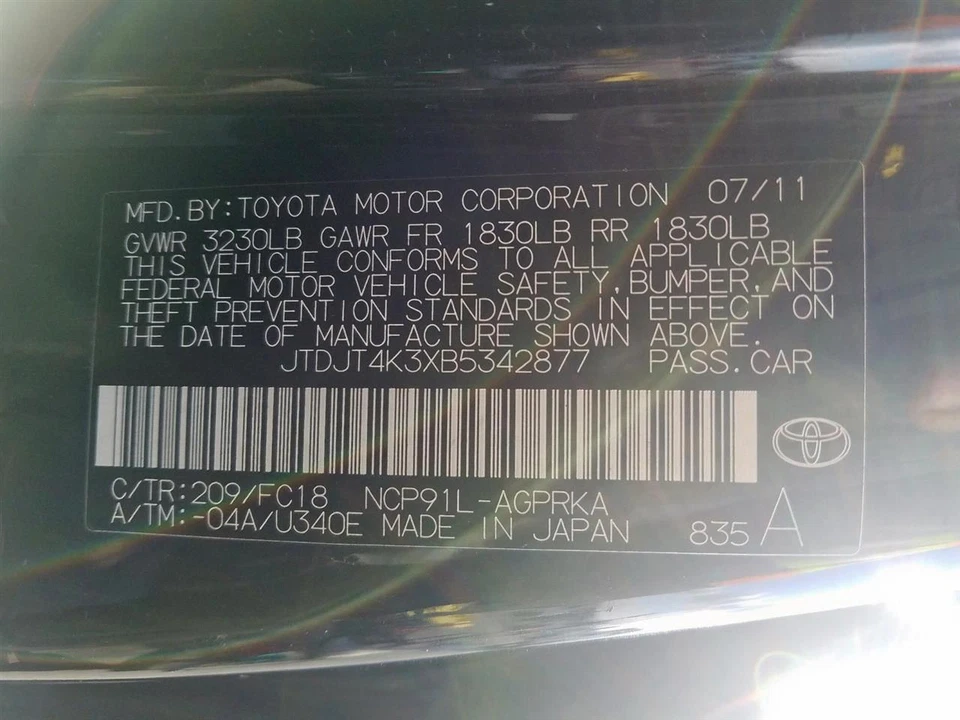 MFD.BY:TOYOTA MOTOR CORPORATION 07/11
GVWR 3230LB GAWR FR 1830LB RR 1830LB
THIS VEHICLE CONFORMS TO ALL APPLICABLE
FEDERAL MOTOR VEHICLE SAFETY,BUMPER,AND
THEFT PREVENTION STANDARDS IN EFFECT ON
THE DATE OF MANUFACTURE SHOWN ABOVE.
JTDJT4K3XB5342877 PASS.CAR
C/TR:209/FC18 NCP91L-AGPRKA
A/TM:-04A/U340E MADE IN JAPAN 835 A